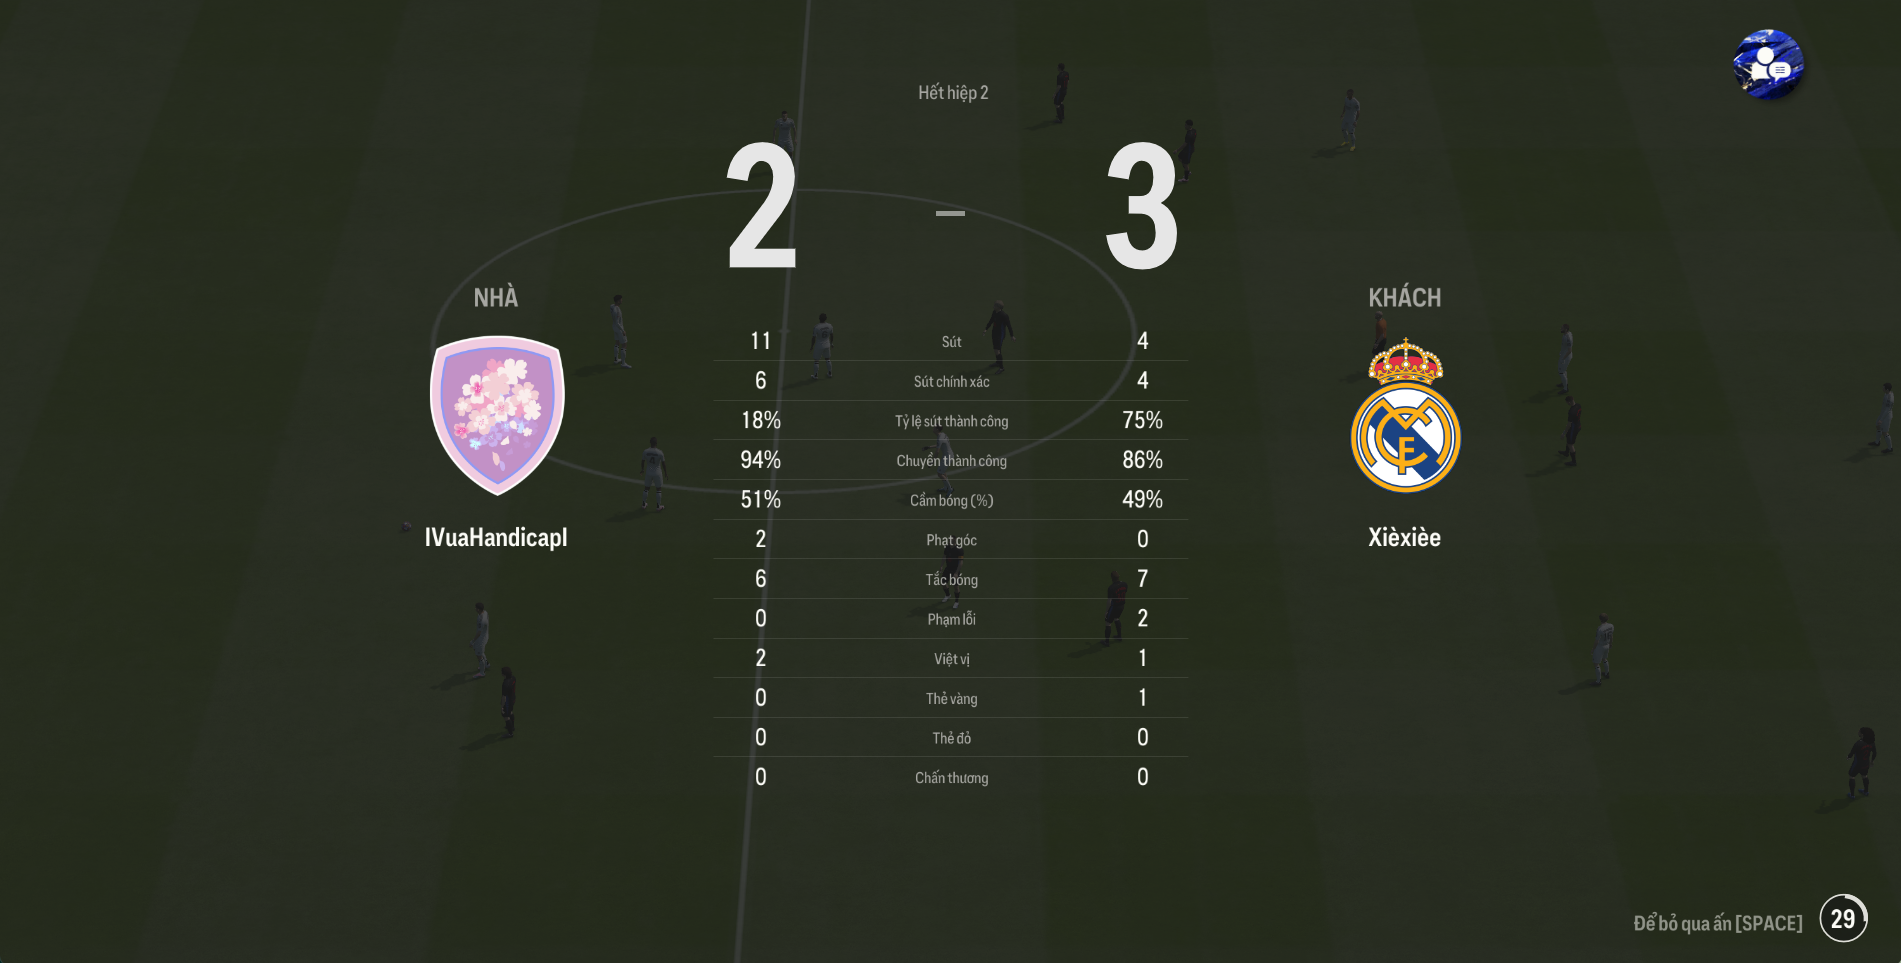 Hết hiệp 2
2 – 3
NHÀ
KHÁCH
11 Sút 4
6 Sút chính xác 4
18% Tỷ lệ sút thành công 75%
94% Chuyền thành công 86%
51% Cầm bóng (%) 49%
2 Phạt góc 0
6 Tắc bóng 7
0 Phạm lỗi 2
2 Việt vị 1
0 Thẻ vàng 1
0 Thẻ đỏ 0
0 Chấn thương 0
IVuaHandicapI
Xièxièe
Để bỏ qua ấn [SPACE] 29